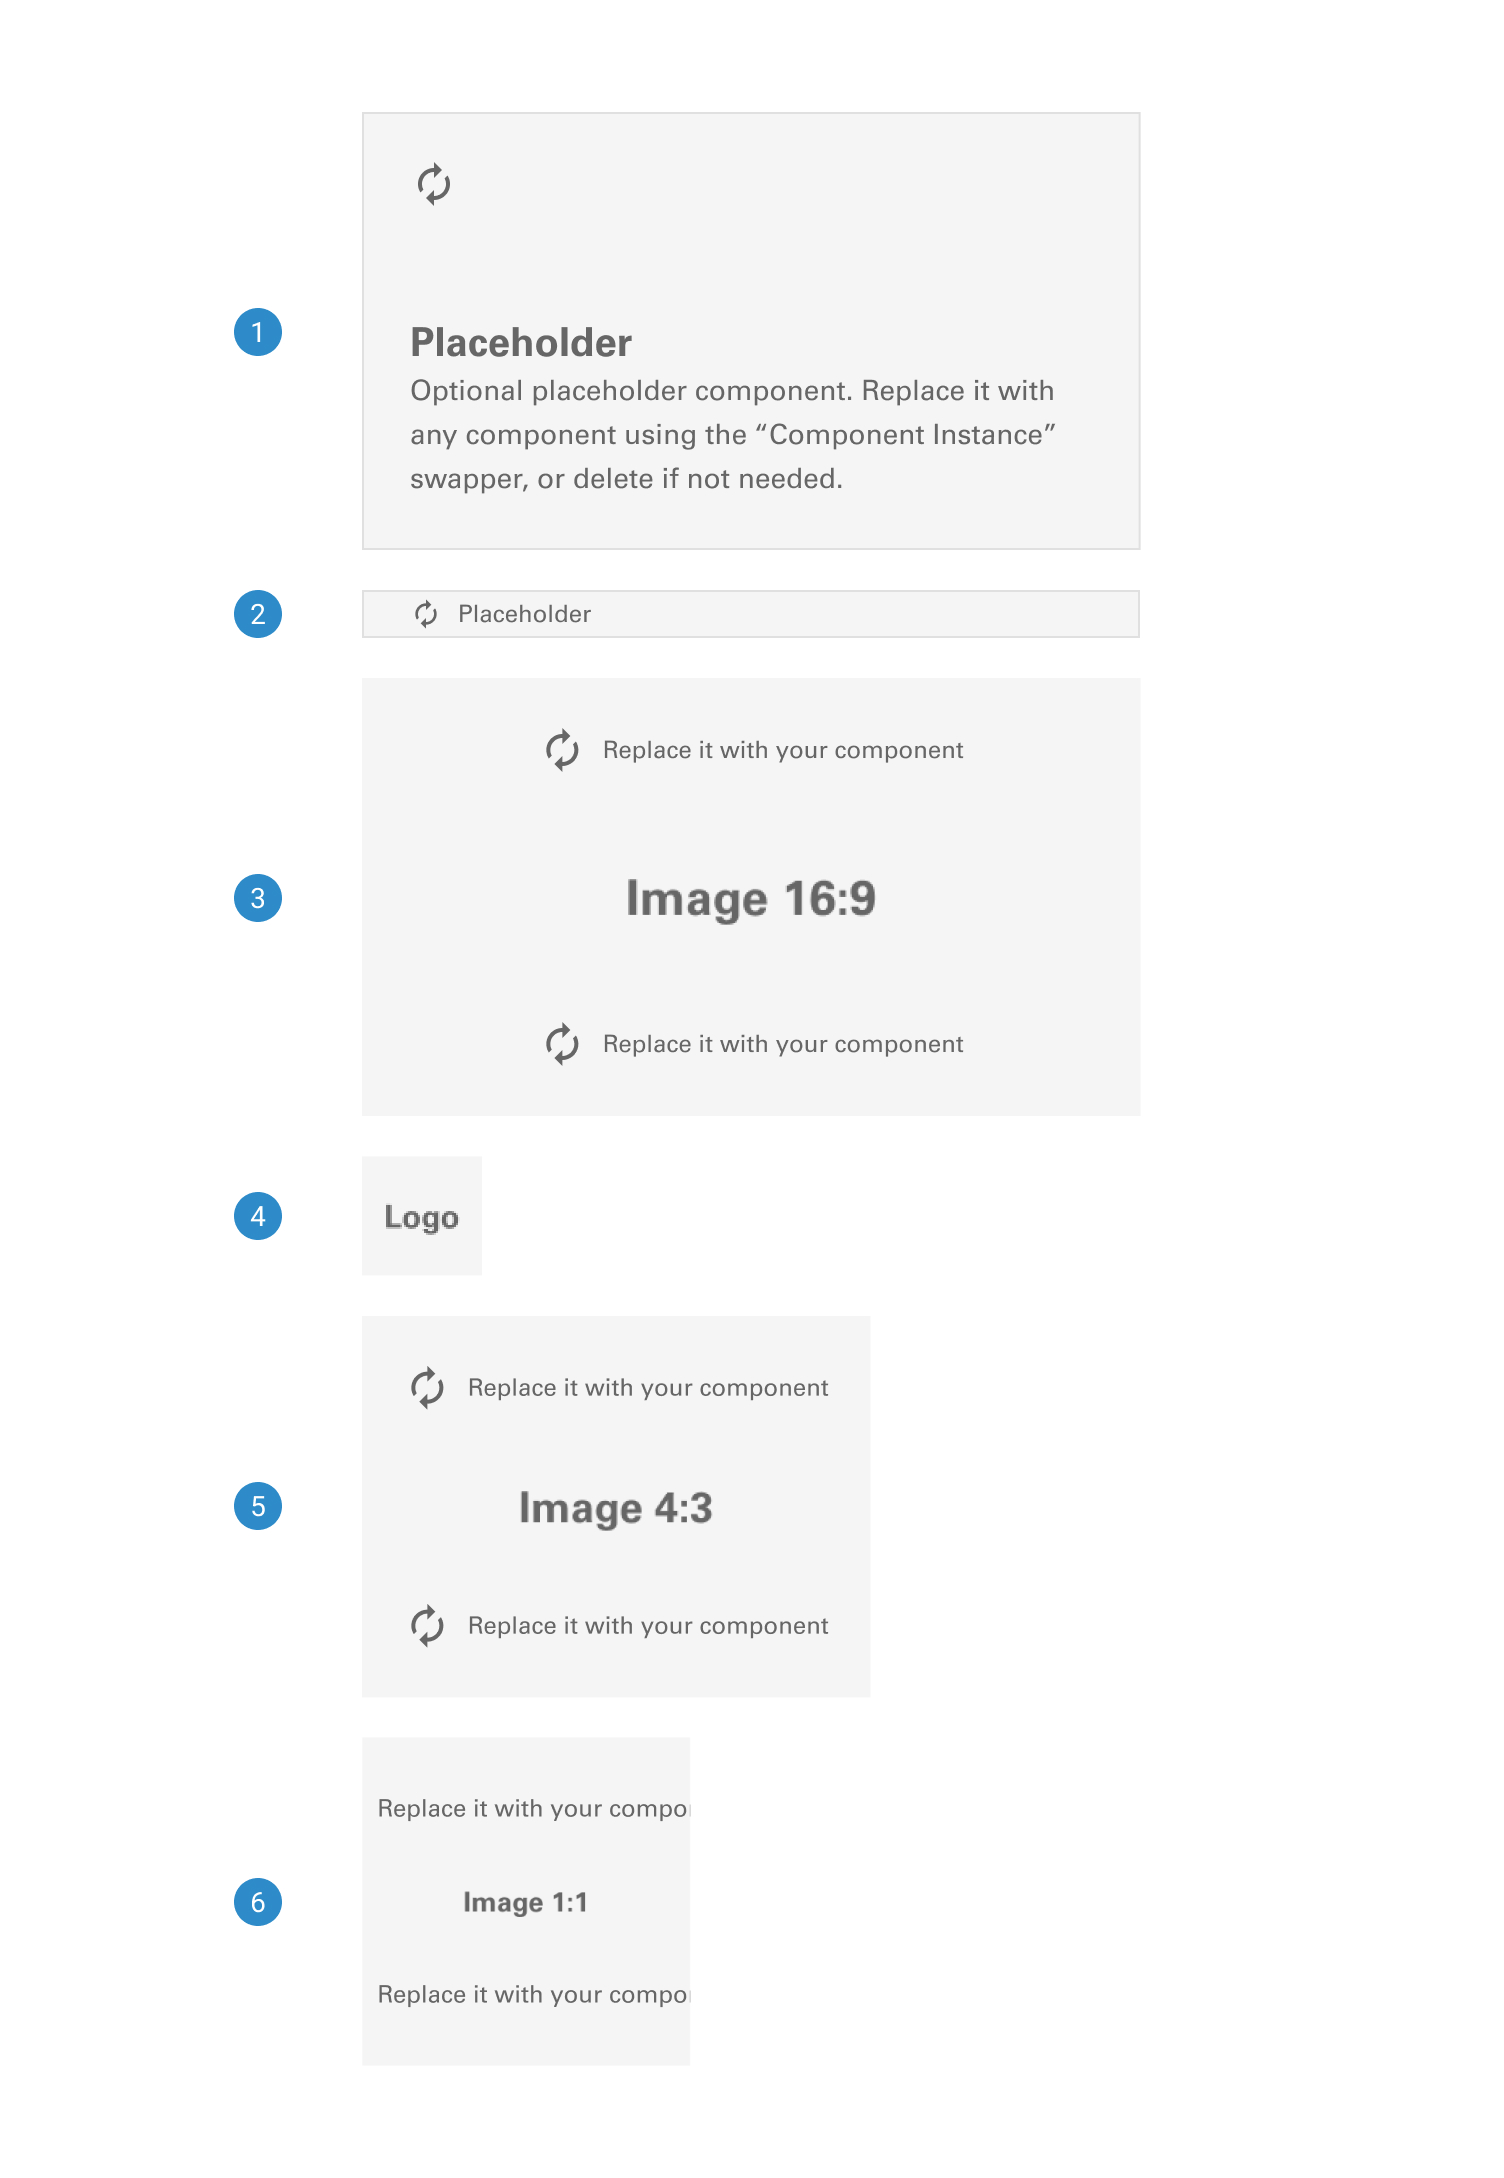 1
Placeholder
Optional placeholder component. Replace it with
any component using the “Component Instance”
swapper, or delete if not needed.
2
Placeholder
3
Replace it with your component
Image 16:9
Replace it with your component
4
Logo
5
Replace it with your component
Image 4:3
Replace it with your component
6
Replace it with your compo
Image 1:1
Replace it with your compo